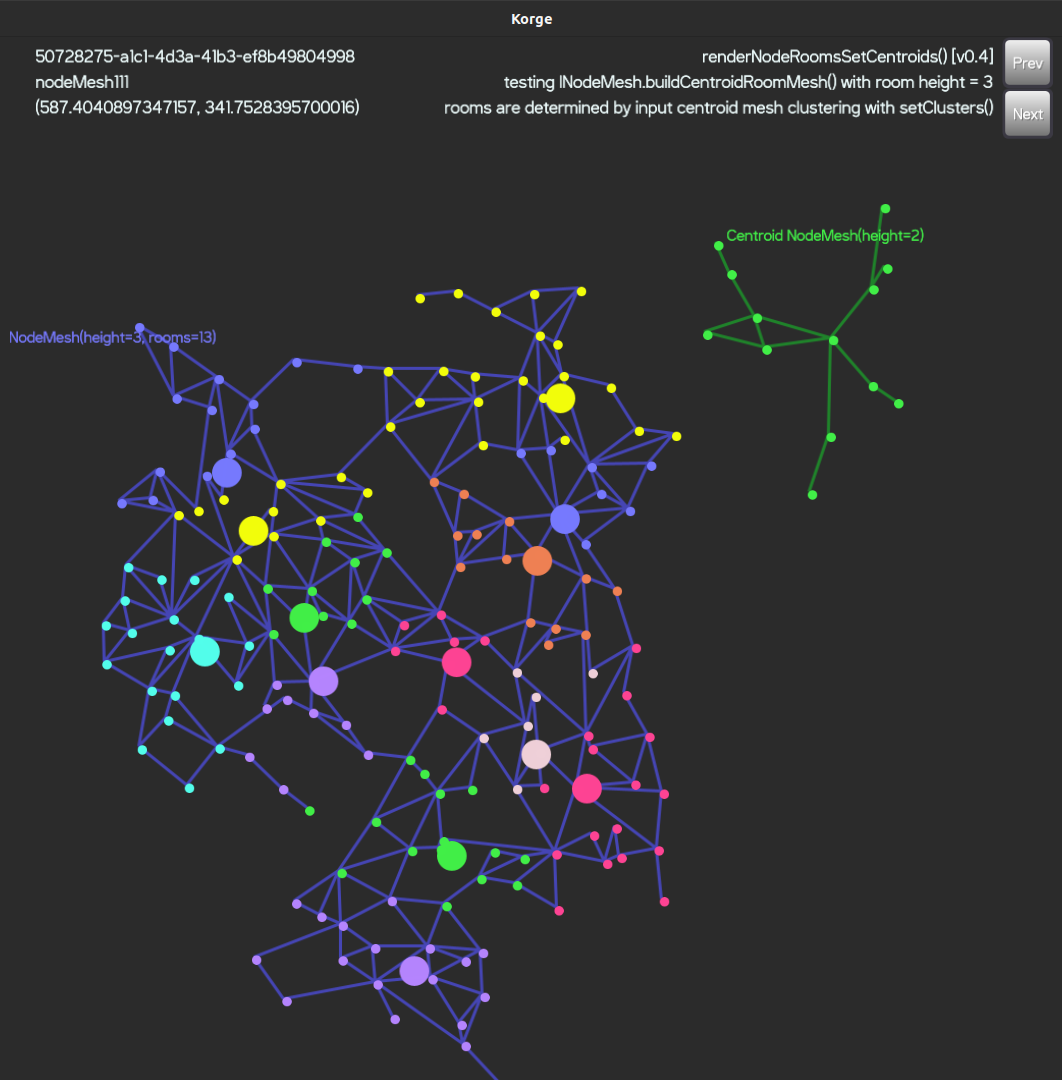 Korge
50728275-a1c1-4d3a-41b3-ef8b49804998
renderNodeRoomsSetCentroids() [v0.4]
Prev
nodeMesh111
testing INodeMesh.buildCentroidRoomMesh() with room height = 3
(587.4040897347157, 341.7528395700016)
rooms are determined by input centroid mesh clustering with setClusters()
Next
Centroid NodeMesh(height=2)
NodeMesh(height=3, rooms=13)